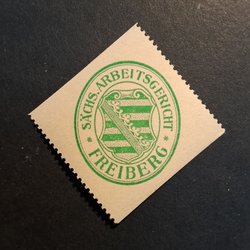 SÄCHS. ARBEITSGERICHT
* FREIBERG *